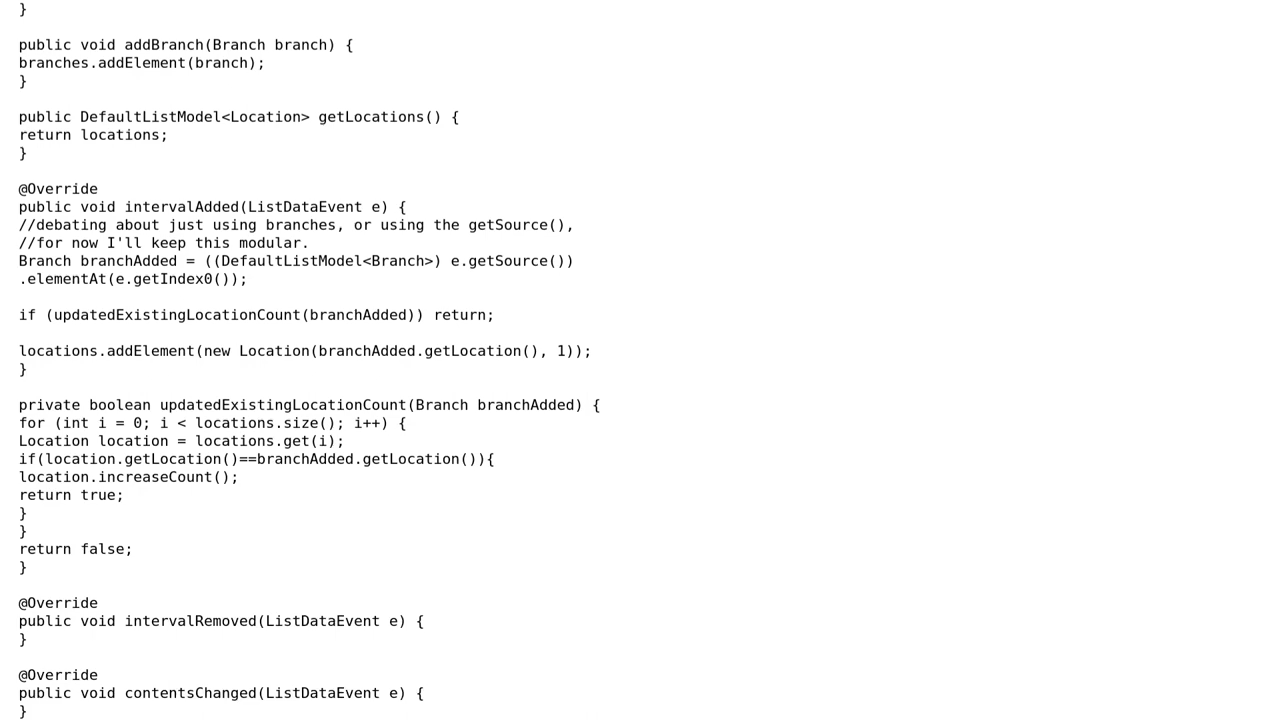 }
public void addBranch(Branch branch) {
branches.addElement(branch);
}
public DefaultListModel<Location> getLocations() {
return locations;
}
@Override
public void intervalAdded(ListDataEvent e) {
//debating about just using branches, or using the getSource(),
//for now I'll keep this modular.
Branch branchAdded = ((DefaultListModel<Branch>) e.getSource())
.elementAt(e.getIndex0());
if (updatedExistingLocationCount(branchAdded)) return;
locations.addElement(new Location(branchAdded.getLocation(), 1));
}
private boolean updatedExistingLocationCount(Branch branchAdded) {
for (int i = 0; i < locations.size(); i++) {
Location location = locations.get(i);
if(location.getLocation()==branchAdded.getLocation()){
location.increaseCount();
return true;
}
}
return false;
}
@Override
public void intervalRemoved(ListDataEvent e) {
}
@Override
public void contentsChanged(ListDataEvent e) {
}